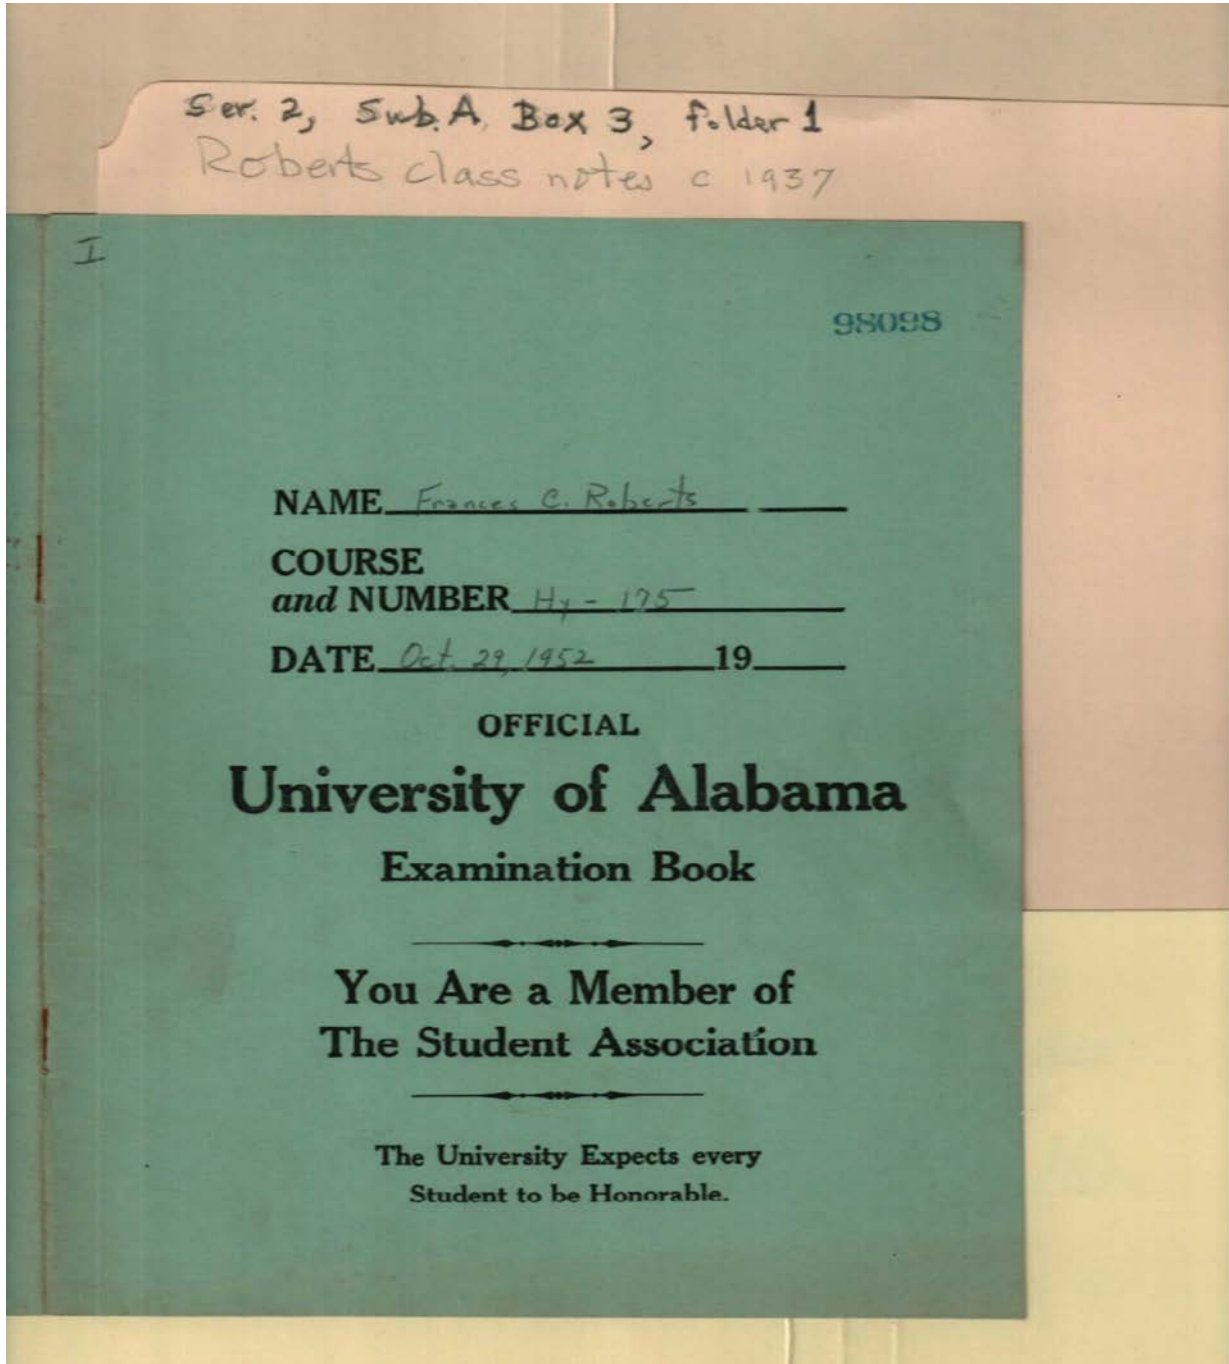 Ser. 2, Sub. A, Box 3, folder 1
Roberts class notes c 1937
I
98098
NAME Frances C. Roberts
COURSE
and NUMBER Hy - 175
DATE Oct. 29, 1952 19
OFFICIAL
University of Alabama
Examination Book
You Are a Member of
The Student Association
The University Expects every
Student to be Honorable.